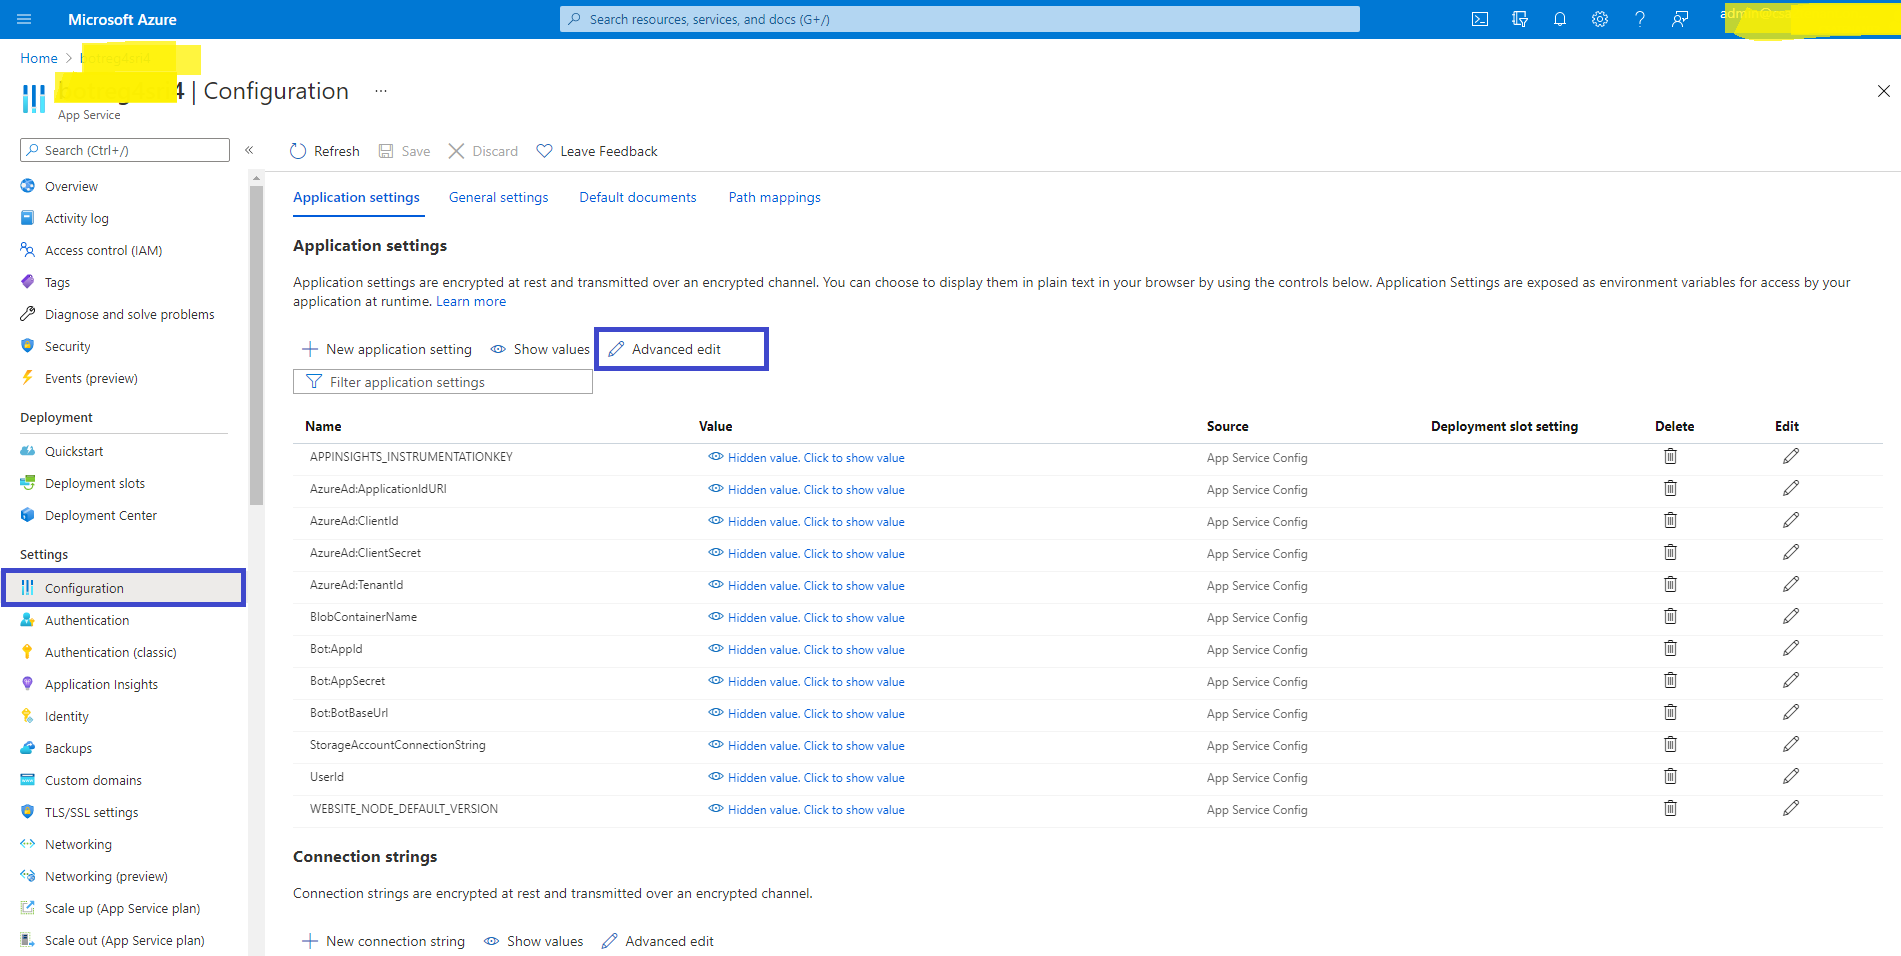 Microsoft Azure
Search resources, services, and docs (G+/)
Home
| Configuration ...
App Service
Search (Ctrl+/)
«
Refresh Save Discard Leave Feedback
Overview
Activity log
Access control (IAM)
Tags
Diagnose and solve problems
Security
Events (preview)
Deployment
Quickstart
Deployment slots
Deployment Center
Settings
Configuration
Authentication
Authentication (classic)
Application Insights
Identity
Backups
Custom domains
TLS/SSL settings
Networking
Networking (preview)
Scale up (App Service plan)
Scale out (App Service plan)
Application settings General settings Default documents Path mappings
Application settings
Application settings are encrypted at rest and transmitted over an encrypted channel. You can choose to display them in plain text in your browser by using the controls below. Application Settings are exposed as environment variables for access by your
application at runtime. Learn more
New application setting Show values Advanced edit
Filter application settings
Name Value Source Deployment slot setting Delete Edit
APPINSIGHTS_INSTRUMENTATIONKEY Hidden value. Click to show value App Service Config
AzureAd:ApplicationIdURI Hidden value. Click to show value App Service Config
AzureAd:ClientId Hidden value. Click to show value App Service Config
AzureAd:ClientSecret Hidden value. Click to show value App Service Config
AzureAd:TenantId Hidden value. Click to show value App Service Config
BlobContainerName Hidden value. Click to show value App Service Config
Bot:AppId Hidden value. Click to show value App Service Config
Bot:AppSecret Hidden value. Click to show value App Service Config
Bot:BotBaseUrl Hidden value. Click to show value App Service Config
StorageAccountConnectionString Hidden value. Click to show value App Service Config
UserId Hidden value. Click to show value App Service Config
WEBSITE_NODE_DEFAULT_VERSION Hidden value. Click to show value App Service Config
Connection strings
Connection strings are encrypted at rest and transmitted over an encrypted channel.
New connection string Show values Advanced edit